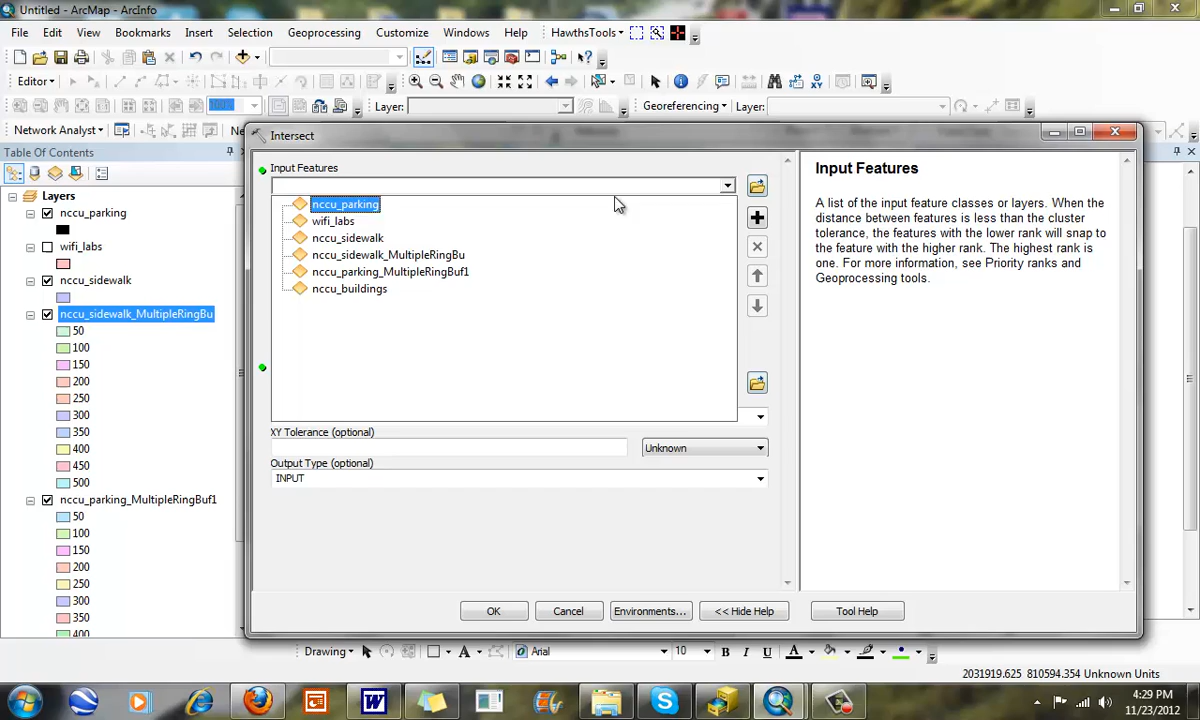 Untitled - ArcMap - ArcInfo
File Edit View Bookmarks Insert Selection Geoprocessing Customize Windows Help HawthsTools
Editor
100%
Layer: Georeferencing Layer:
Network Analyst Ne
Table Of Contents
Layers
nccu_parking
wifi_labs
nccu_sidewalk
nccu_sidewalk_MultipleRingBu
50
100
150
200
250
300
350
400
450
500
nccu_parking_MultipleRingBuf1
50
100
150
200
250
300
350
400
Intersect
Input Features
nccu_parking
wifi_labs
nccu_sidewalk
nccu_sidewalk_MultipleRingBu
nccu_parking_MultipleRingBuf1
nccu_buildings
XY Tolerance (optional)
Unknown
Output Type (optional)
INPUT
OK Cancel Environments... << Hide Help Tool Help
Input Features
A list of the input feature classes or layers. When the
distance between features is less than the cluster
tolerance, the features with the lower rank will snap to
the feature with the higher rank. The highest rank is
one. For more information, see Priority ranks and
Geoprocessing tools.
Drawing A Arial 10 B I U A
2031919.625 810594.354 Unknown Units
4:29 PM
11/23/2012